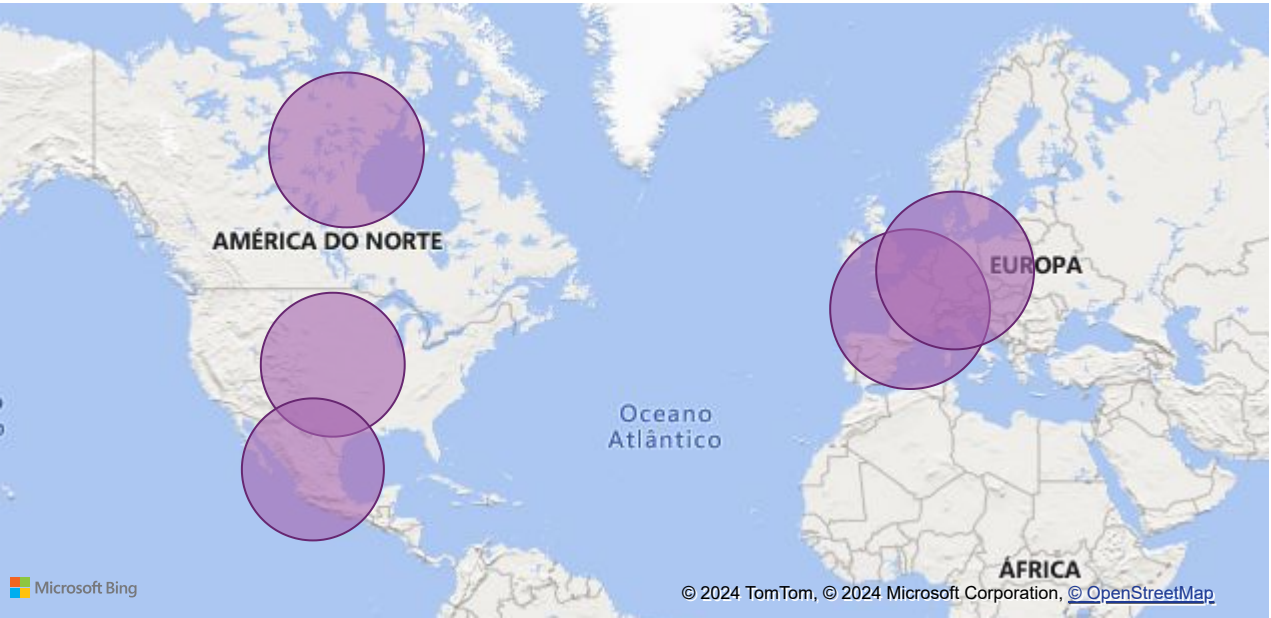 AMÉRICA DO NORTE
EUROPA
Oceano
Atlântico
ÁFRICA
Microsoft Bing
© 2024 TomTom, © 2024 Microsoft Corporation, © OpenStreetMap